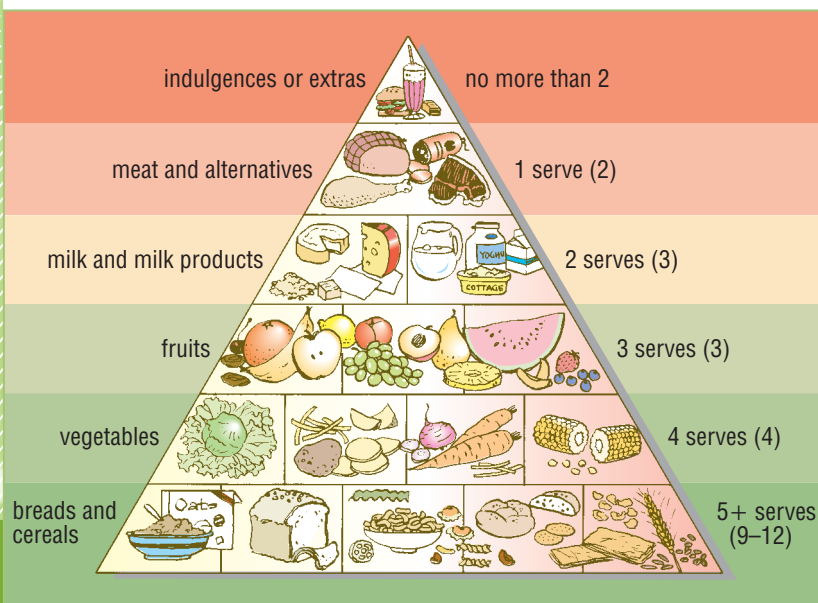 indulgences or extras
no more than 2
meat and alternatives
1 serve (2)
milk and milk products
YOGHU
COTTAGE
2 serves (3)
fruits
3 serves (3)
vegetables
4 serves (4)
breads and
cereals
Oats
5+ serves
(9–12)